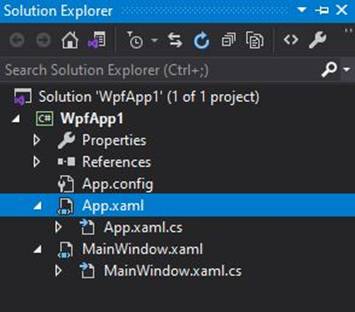 Solution Explorer
Search Solution Explorer (Ctrl+;)
Solution 'WpfApp1' (1 of 1 project)
C# WpfApp1
Properties
References
App.config
App.xaml
App.xaml.cs
MainWindow.xaml
MainWindow.xaml.cs